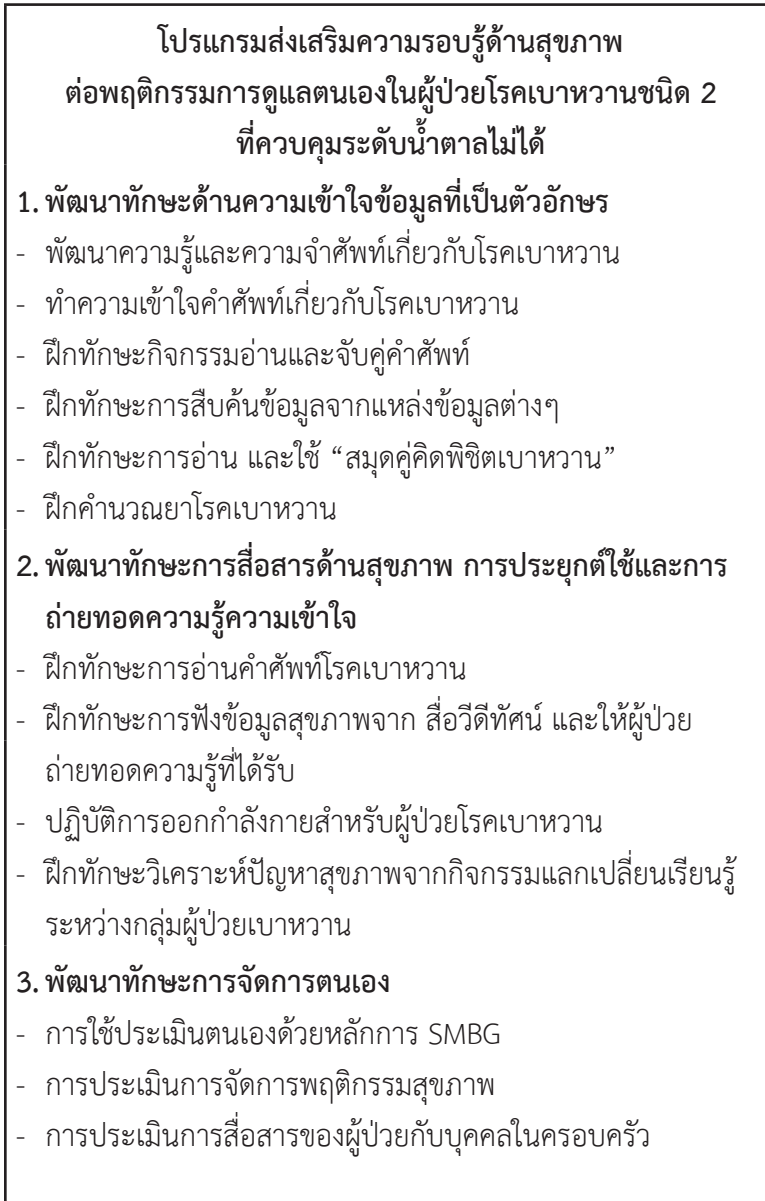 โปรแกรมส่งเสริมความรอบรู้ด้านสุขภาพ
ต่อพฤติกรรมการดูแลตนเองในผู้ป่วยโรคเบาหวานชนิด 2
ที่ควบคุมระดับน้ำตาลไม่ได้
1. พัฒนาทักษะด้านความเข้าใจข้อมูลที่เป็นตัวอักษร
- พัฒนาความรู้และความจำศัพท์เกี่ยวกับโรคเบาหวาน
- ทำความเข้าใจคำศัพท์เกี่ยวกับโรคเบาหวาน
- ฝึกทักษะกิจกรรมอ่านและจับคู่คำศัพท์
- ฝึกทักษะการสืบค้นข้อมูลจากแหล่งข้อมูลต่างๆ
- ฝึกทักษะการอ่าน และใช้ “สมุดคู่คิดพิชิตเบาหวาน”
- ฝึกคำนวณยาโรคเบาหวาน
2. พัฒนาทักษะการสื่อสารด้านสุขภาพ การประยุกต์ใช้และการ
ถ่ายทอดความรู้ความเข้าใจ
- ฝึกทักษะการอ่านคำศัพท์โรคเบาหวาน
- ฝึกทักษะการฟังข้อมูลสุขภาพจาก สื่อวีดีทัศน์ และให้ผู้ป่วย
ถ่ายทอดความรู้ที่ได้รับ
- ปฏิบัติการออกกำลังกายสำหรับผู้ป่วยโรคเบาหวาน
- ฝึกทักษะวิเคราะห์ปัญหาสุขภาพจากกิจกรรมแลกเปลี่ยนเรียนรู้
ระหว่างกลุ่มผู้ป่วยเบาหวาน
3. พัฒนาทักษะการจัดการตนเอง
- การใช้ประเมินตนเองด้วยหลักการ SMBG
- การประเมินการจัดการพฤติกรรมสุขภาพ
- การประเมินการสื่อสารของผู้ป่วยกับบุคคลในครอบครัว